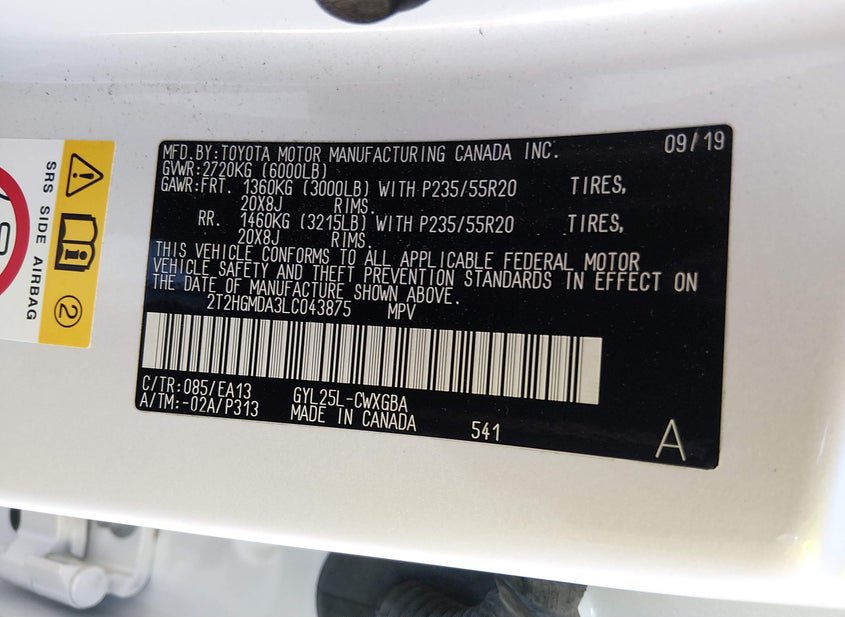 MFD.BY:TOYOTA MOTOR MANUFACTURING CANADA INC. 09/19
GVWR:2720KG (6000LB)
GAWR:FRT. 1360KG (3000LB) WITH P235/55R20 TIRES,
20X8J RIMS.
RR. 1460KG (3215LB) WITH P235/55R20 TIRES,
20X8J RIMS.
THIS VEHICLE CONFORMS TO ALL APPLICABLE FEDERAL MOTOR
VEHICLE SAFETY AND THEFT PREVENTION STANDARDS IN EFFECT ON
THE DATE OF MANUFACTURE SHOWN ABOVE.
2T2HGMDA3LC043875 MPV
C/TR:085/EA13 GYL25L-CWXGBA
A/TM:-02A/P313 MADE IN CANADA 541
A
SRS SIDE AIRBAG
2